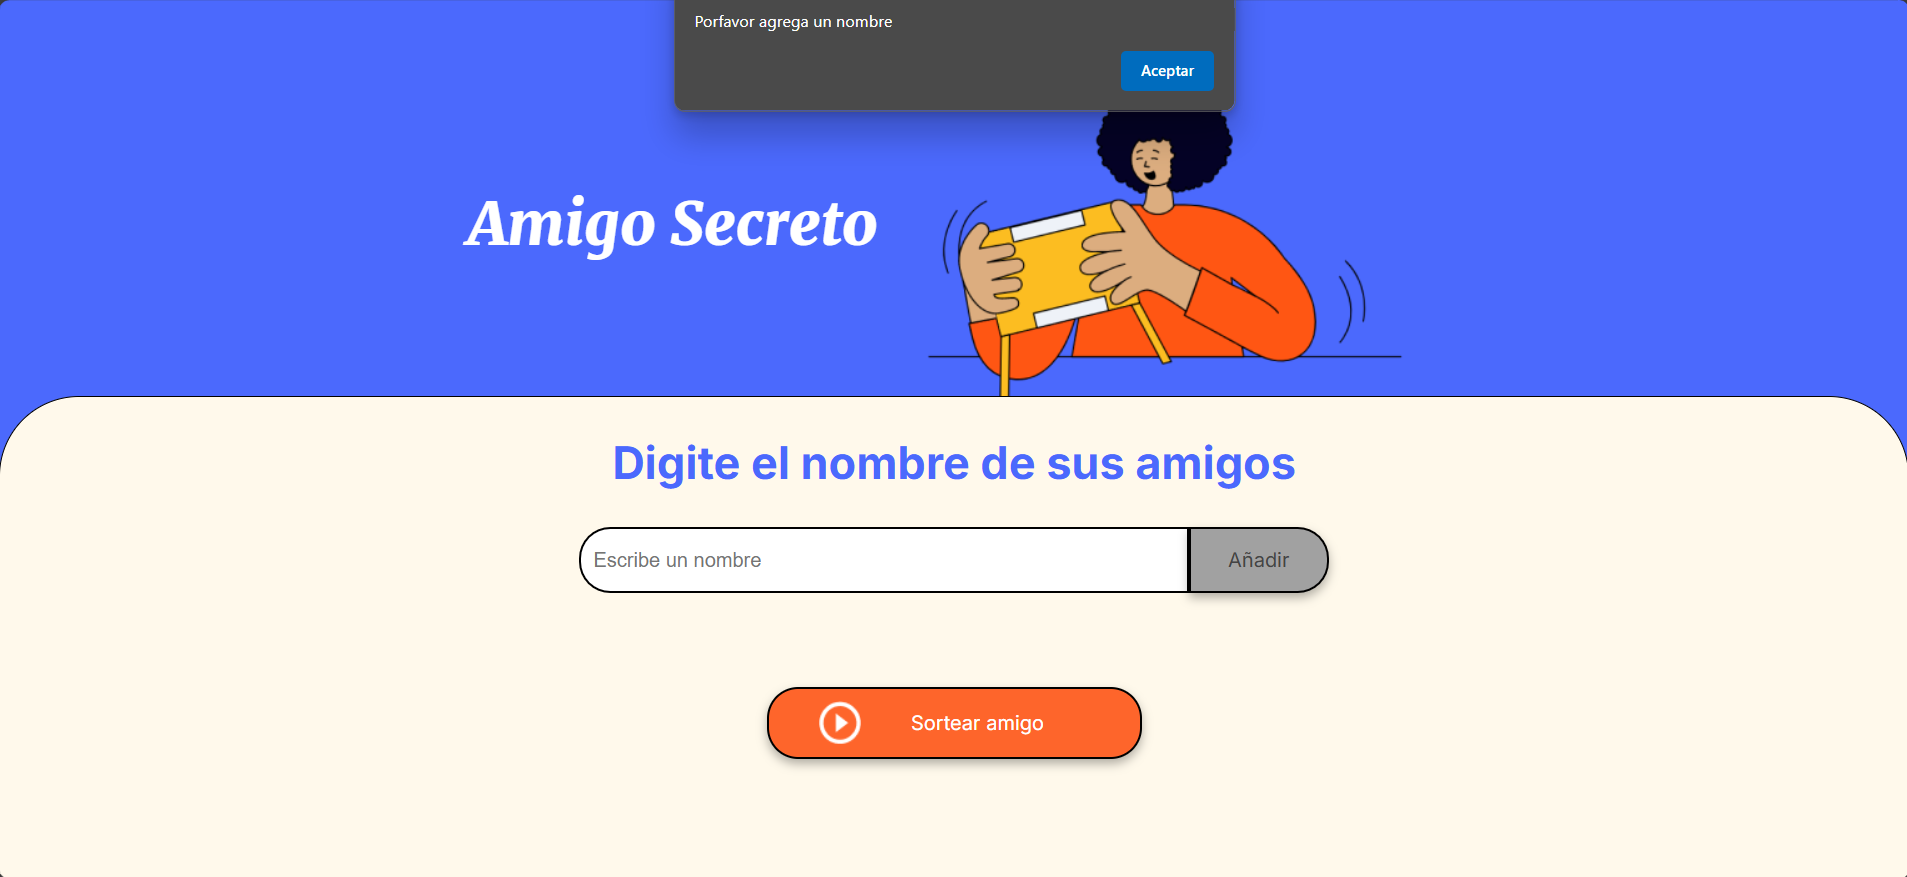 Porfavor agrega un nombre
Aceptar
Amigo Secreto
Digite el nombre de sus amigos
Escribe un nombre
Añadir
Sortear amigo